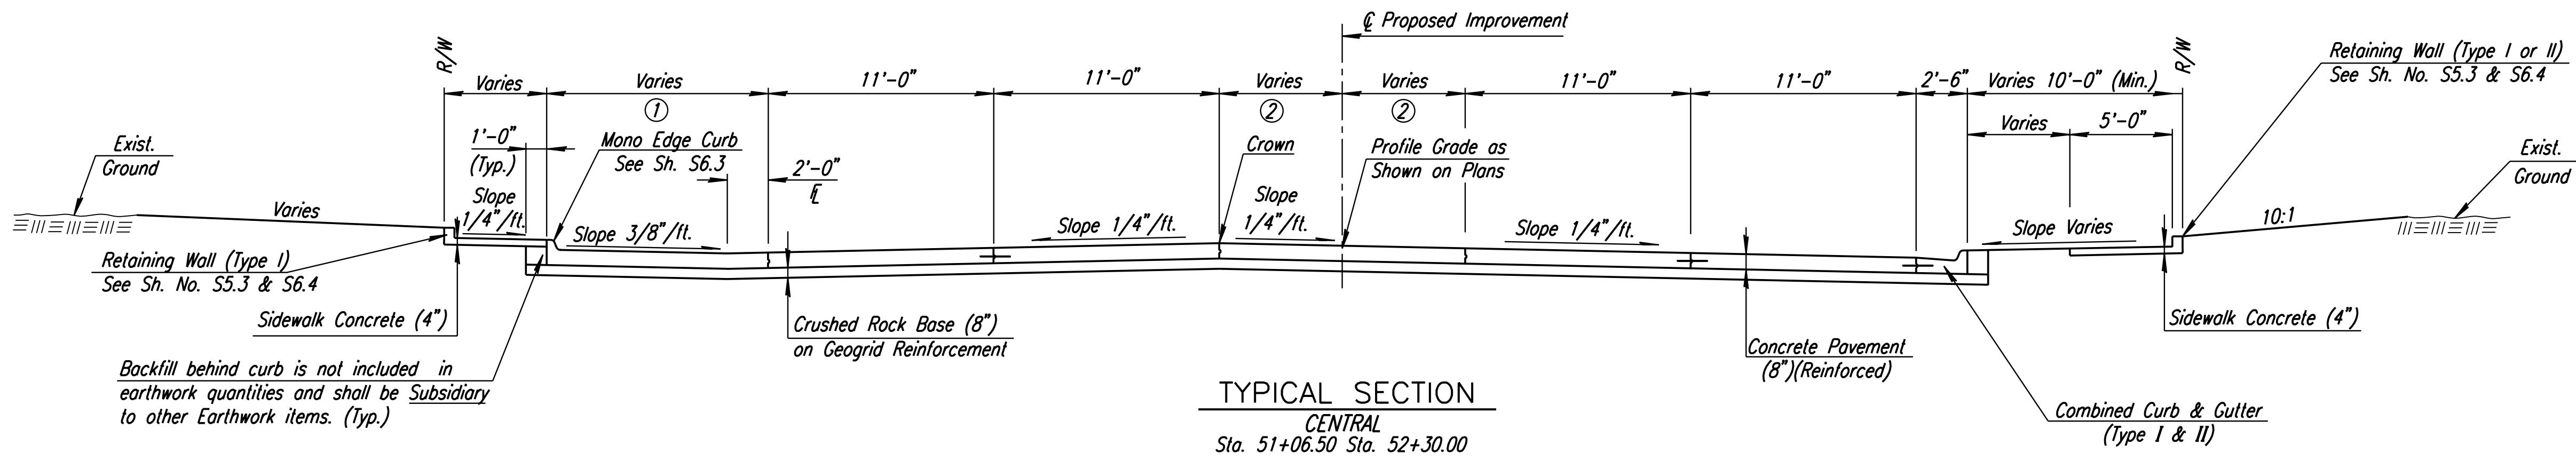 ℄ Proposed Improvement
R/W
R/W
Retaining Wall (Type I or II)
See Sh. No. S5.3 & S6.4
Varies
Varies
11'-0"
11'-0"
Varies
Varies
11'-0"
11'-0"
2'-6"
Varies 10'-0" (Min.)
1
2
2
Varies
5'-0"
Exist.
Ground
1'-0"
(Typ.)
Mono Edge Curb
See Sh. S6.3
2'-0"
℄
Crown
Profile Grade as
Shown on Plans
Exist.
Ground
Varies
Slope
1/4"/ft.
Slope 3/8"/ft.
Slope 1/4"/ft.
Slope
1/4"/ft.
Slope 1/4"/ft.
Slope Varies
10:1
Retaining Wall (Type I)
See Sh. No. S5.3 & S6.4
Sidewalk Concrete (4")
Crushed Rock Base (8")
on Geogrid Reinforcement
Concrete Pavement
(8")(Reinforced)
Sidewalk Concrete (4")
Backfill behind curb is not included in
earthwork quantities and shall be Subsidiary
to other Earthwork items. (Typ.)
Combined Curb & Gutter
(Type I & II)
TYPICAL SECTION
CENTRAL
Sta. 51+06.50 Sta. 52+30.00